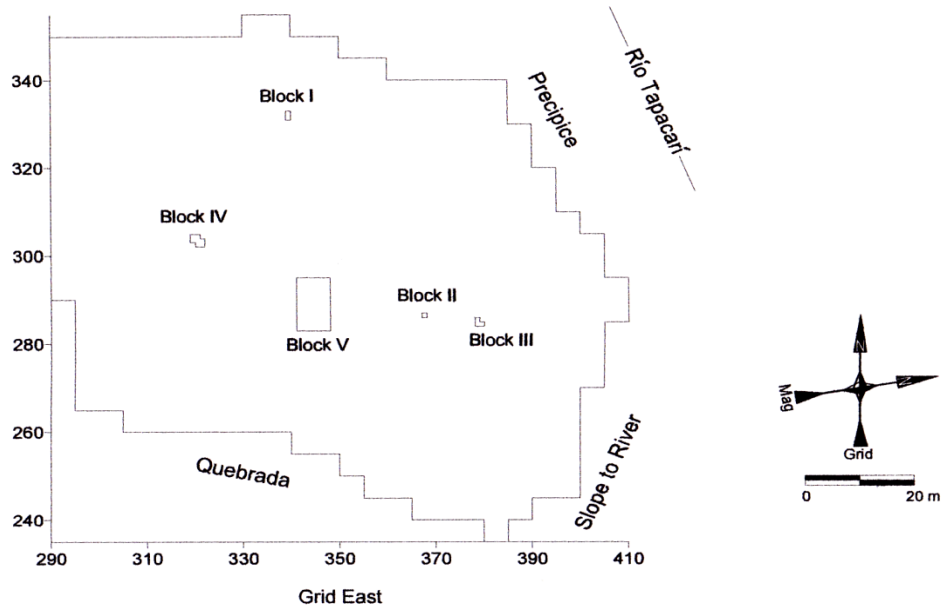 340
320
300
280
260
240
290
310
330
350
370
390
410
Grid East
Block I
Block IV
Block V
Block II
Block III
Precipice
Río Tapacarí
Quebrada
Slope to River
N
N
Mag
Grid
0 20 m